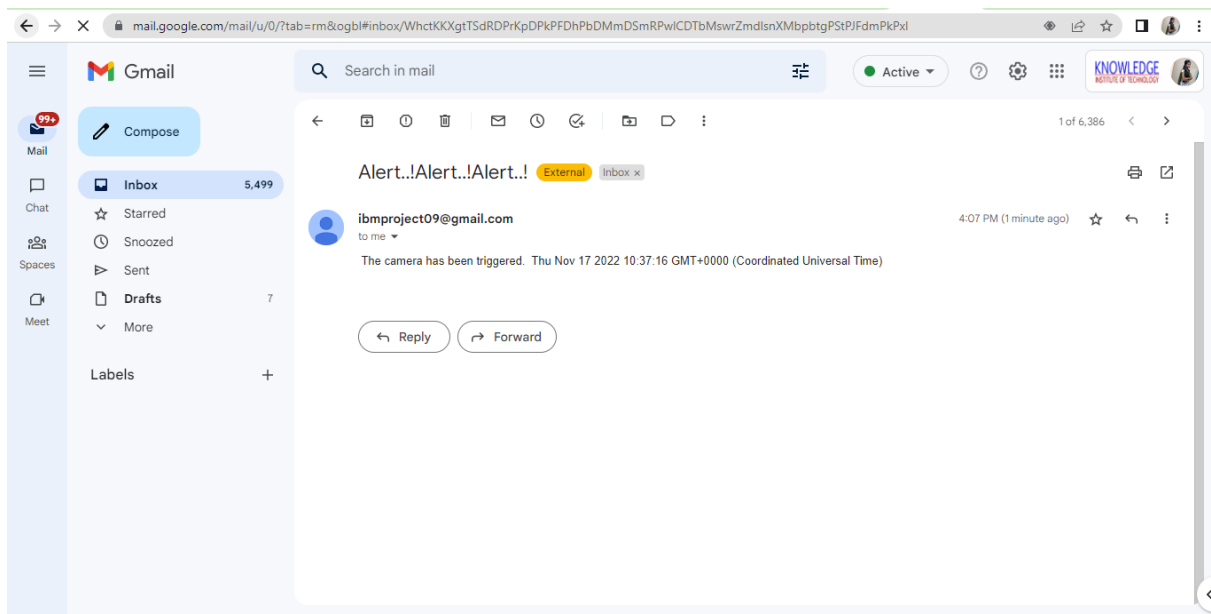 mail.google.com/mail/u/0/?tab=rm&ogbl#inbox/WhctKKXgtTSdRDPrKpDPkPFDhPbDMmDSmRPwlCDTbMswrZmdlsnXMbpbtgPStPJFdmPkPxl
Gmail
Search in mail
Active
KNOWLEDGE
INSTITUTE OF TECHNOLOGY
99+
Mail
Compose
1 of 6,386
Alert..!Alert..!Alert..! External Inbox ×
Inbox 5,499
Chat
Starred
ibmproject09@gmail.com 4:07 PM (1 minute ago)
to me
Snoozed
The camera has been triggered. Thu Nov 17 2022 10:37:16 GMT+0000 (Coordinated Universal Time)
Spaces
Sent
Drafts 7
Meet
More
Reply Forward
Labels